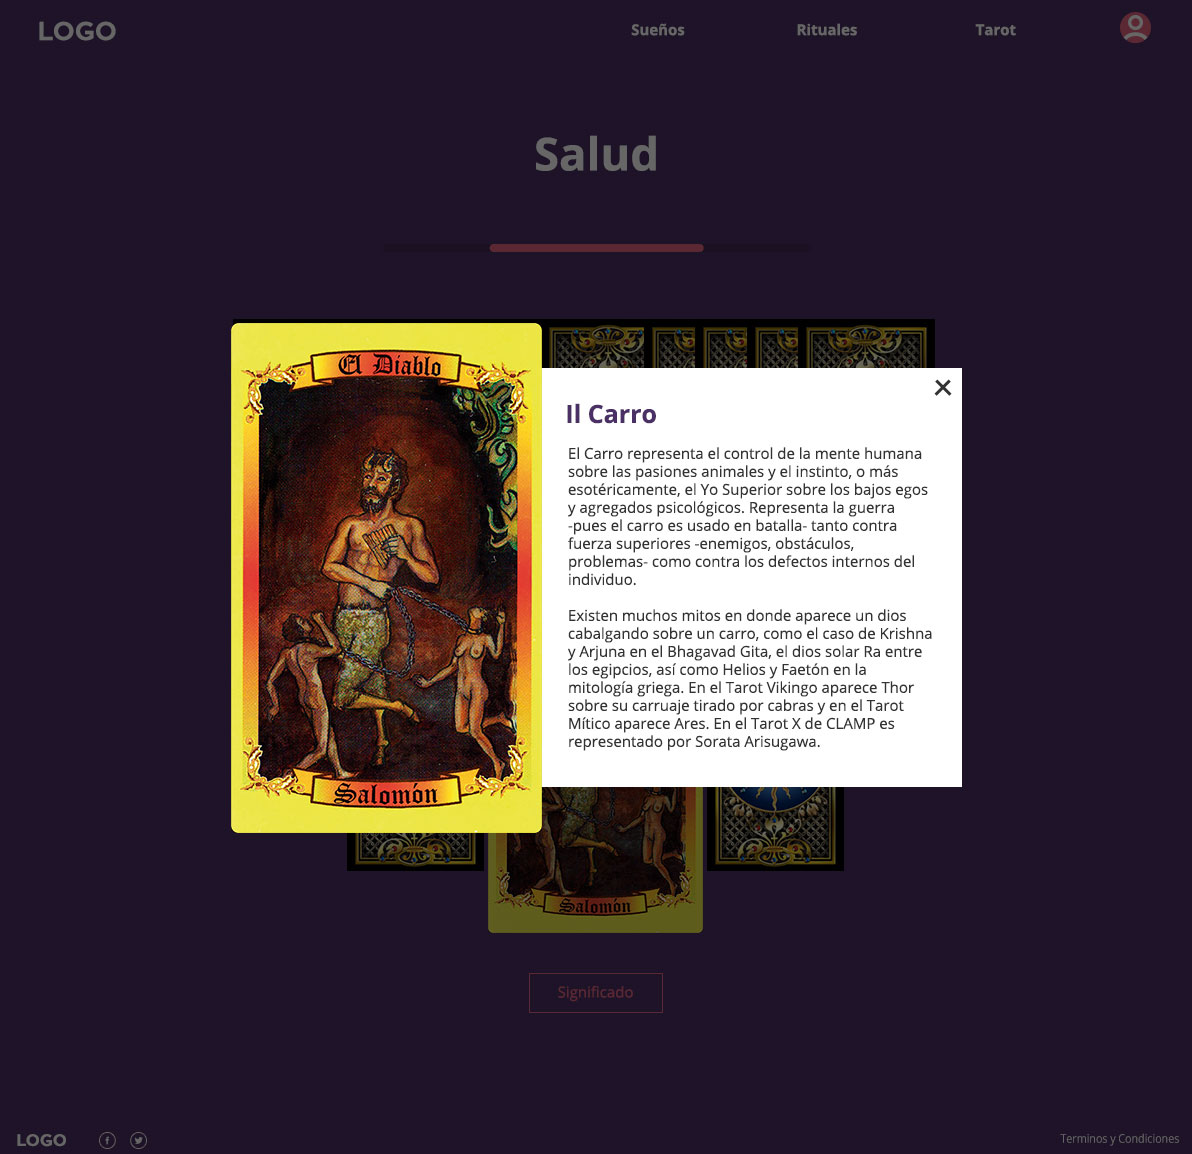 LOGO
Sueños
Rituales
Tarot
Salud
El Diablo
Salomón
Il Carro
El Carro representa el control de la mente humana
sobre las pasiones animales y el instinto, o más
esotéricamente, el Yo Superior sobre los bajos egos
y agregados psicológicos. Representa la guerra
-pues el carro es usado en batalla- tanto contra
fuerza superiores -enemigos, obstáculos,
problemas- como contra los defectos internos del
individuo.
Existen muchos mitos en donde aparece un dios
cabalgando sobre un carro, como el caso de Krishna
y Arjuna en el Bhagavad Gita, el dios solar Ra entre
los egipcios, así como Helios y Faetón en la
mitología griega. En el Tarot Vikingo aparece Thor
sobre su carruaje tirado por cabras y en el Tarot
Mítico aparece Ares. En el Tarot X de CLAMP es
representado por Sorata Arisugawa.
Salomón
Significado
LOGO
Terminos y Condiciones